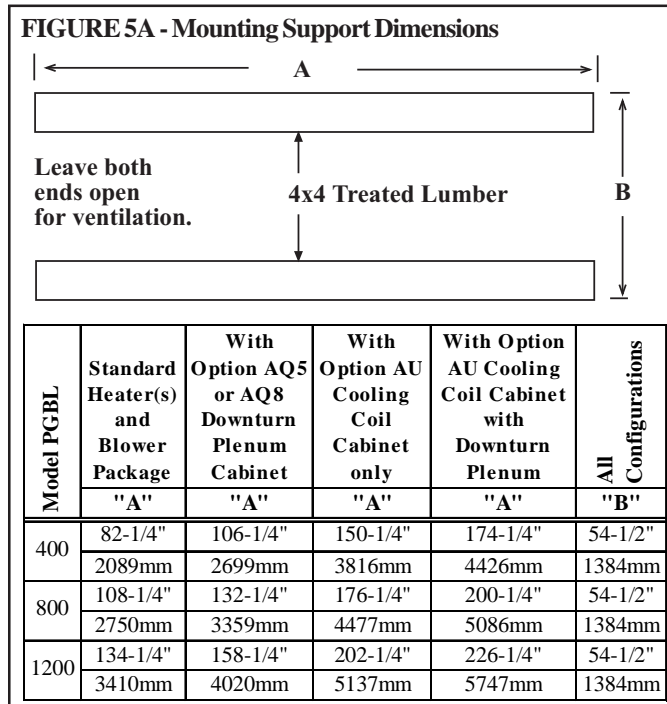 FIGURE 5A - Mounting Support Dimensions
A
Leave both
ends open
for ventilation.
4x4 Treated Lumber
B
Model PGBL
Standard
Heater(s)
and
Blower
Package
With
Option AQ5
or AQ8
Downturn
Plenum
Cabinet
With
Option AU
Cooling
Coil
Cabinet
only
With Option
AU Cooling
Coil Cabinet
with
Downturn
Plenum
All
Configurations
"A" "A" "A" "A" "B"
400
82-1/4" 106-1/4" 150-1/4" 174-1/4" 54-1/2"
2089mm 2699mm 3816mm 4426mm 1384mm
800
108-1/4" 132-1/4" 176-1/4" 200-1/4" 54-1/2"
2750mm 3359mm 4477mm 5086mm 1384mm
1200
134-1/4" 158-1/4" 202-1/4" 226-1/4" 54-1/2"
3410mm 4020mm 5137mm 5747mm 1384mm